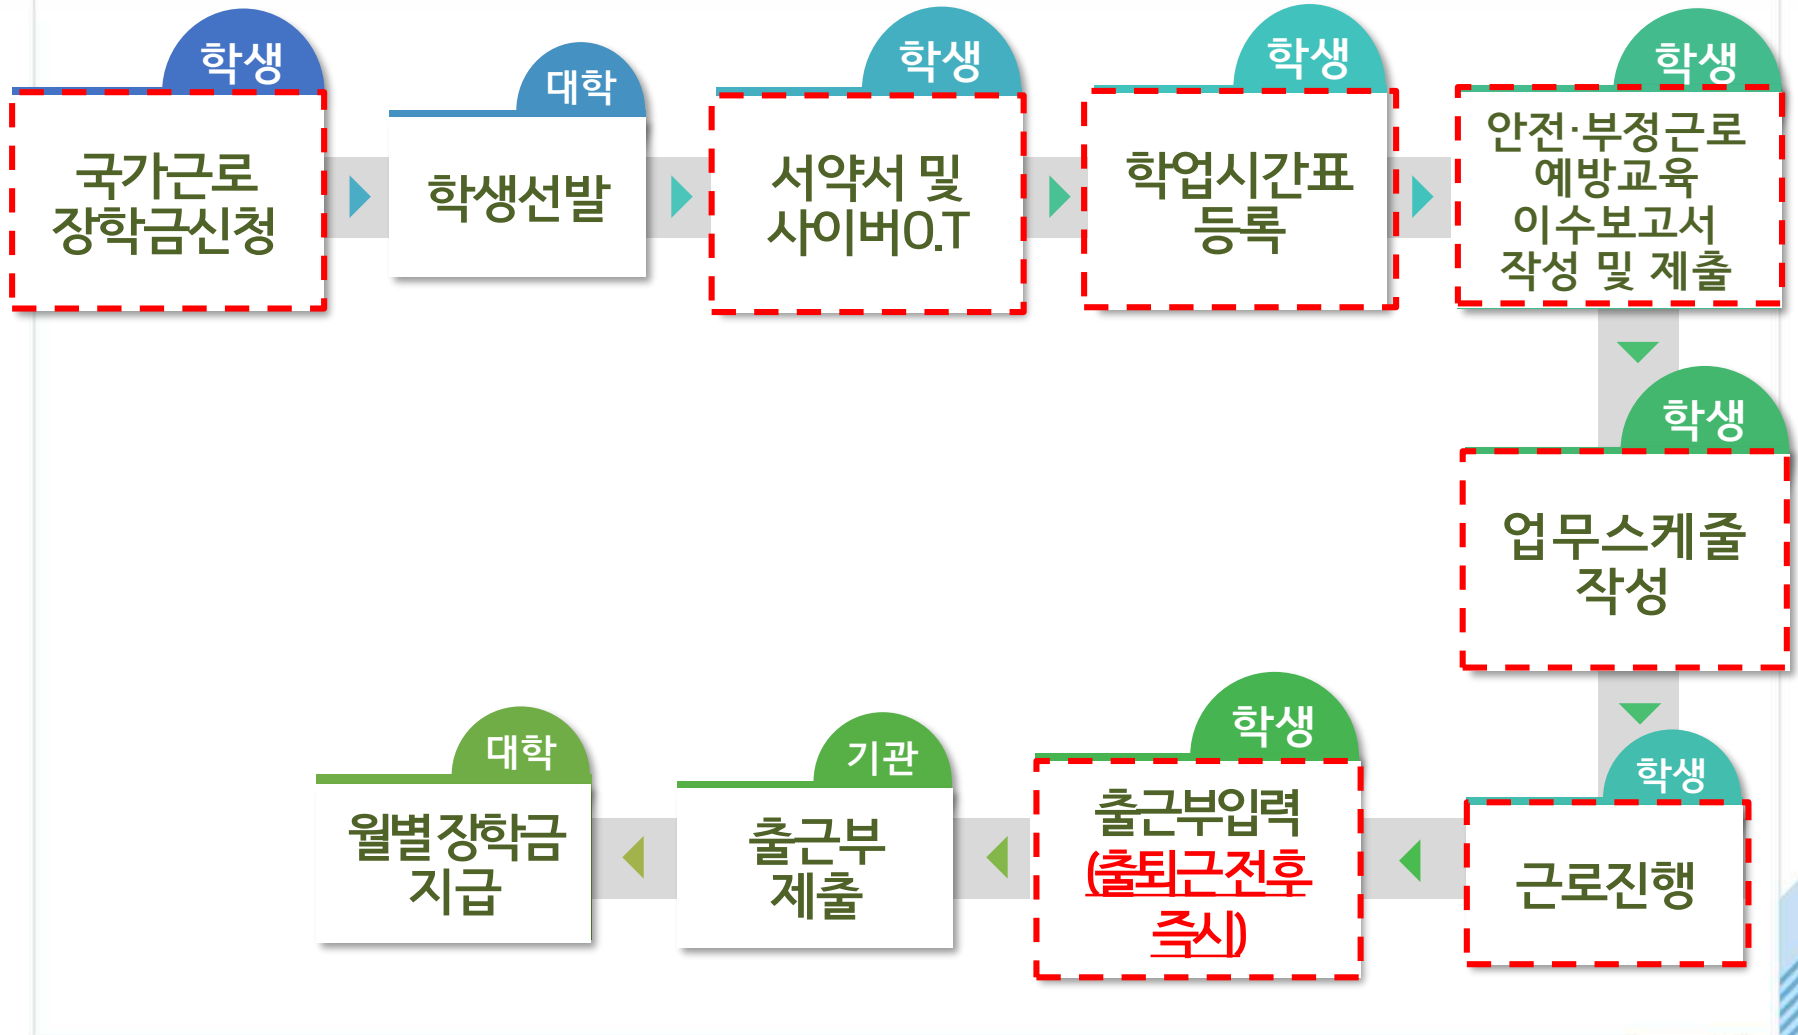 학생
국가근로
장학금신청
대학
학생선발
학생
서약서 및
사이버O.T
학생
학업시간표
등록
학생
안전·부정근로
예방교육
이수보고서
작성 및 제출
학생
업무스케줄
작성
학생
근로진행
학생
출근부입력
(출퇴근 전후
즉시)
기관
출근부
제출
대학
월별 장학금
지급